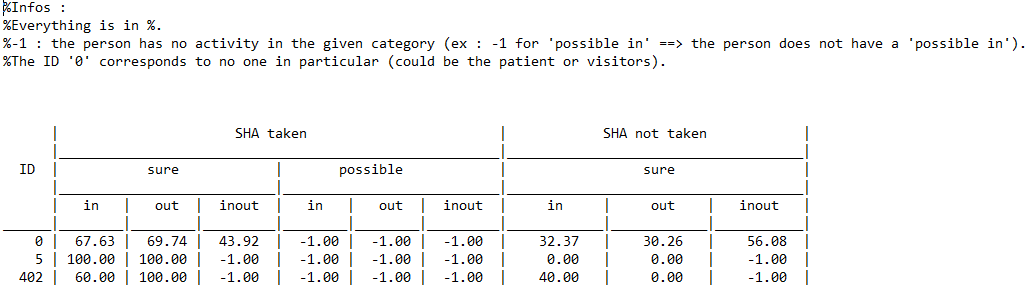 %Infos :
%Everything is in %.
%-1 : the person has no activity in the given category (ex : -1 for 'possible in' ==> the person does not have a 'possible in').
%The ID '0' corresponds to no one in particular (could be the patient or visitors).
SHA taken SHA not taken
ID sure possible sure
in out inout in out inout in out inout
0 67.63 69.74 43.92 -1.00 -1.00 -1.00 32.37 30.26 56.08
5 100.00 100.00 -1.00 -1.00 -1.00 -1.00 0.00 0.00 -1.00
402 60.00 100.00 -1.00 -1.00 -1.00 -1.00 40.00 0.00 -1.00